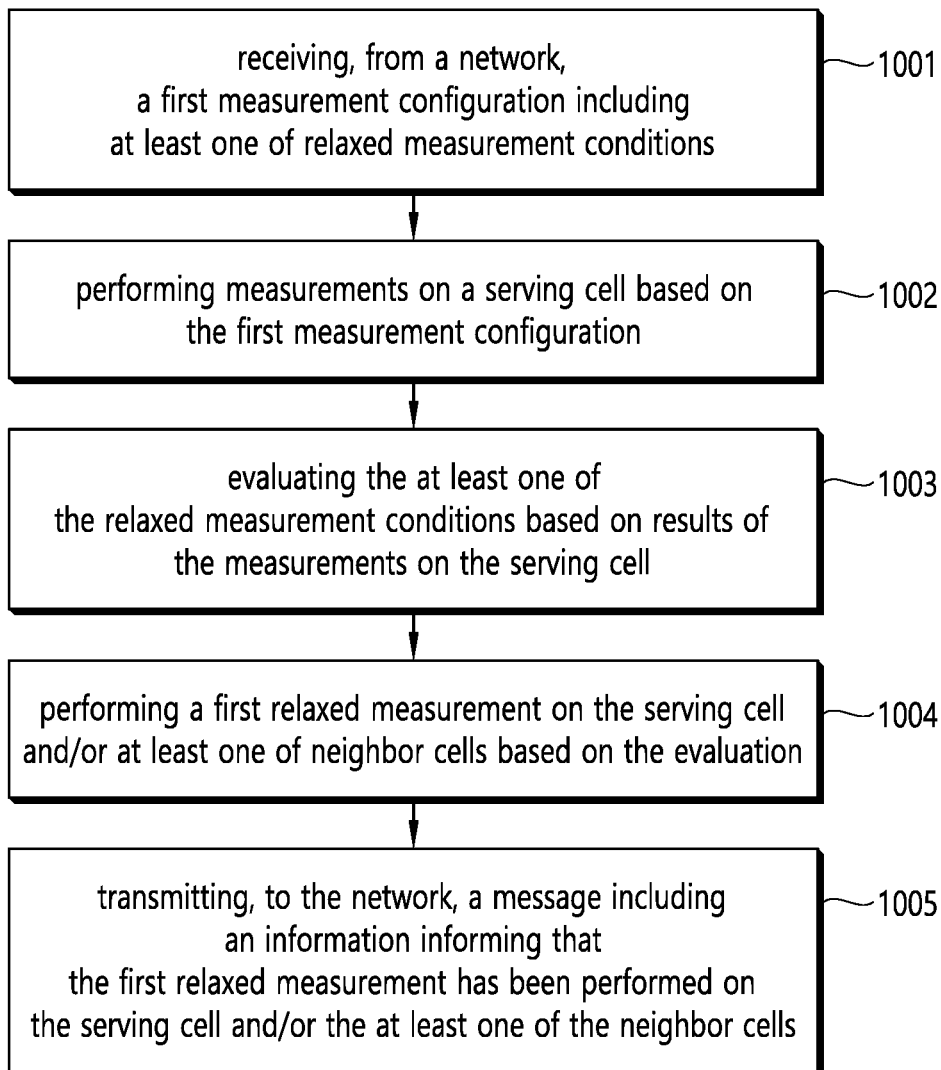 receiving, from a network,
a first measurement configuration including
at least one of relaxed measurement conditions
1001
performing measurements on a serving cell based on
the first measurement configuration
1002
evaluating the at least one of
the relaxed measurement conditions based on results of
the measurements on the serving cell
1003
performing a first relaxed measurement on the serving cell
and/or at least one of neighbor cells based on the evaluation
1004
transmitting, to the network, a message including
an information informing that
the first relaxed measurement has been performed on
the serving cell and/or the at least one of the neighbor cells
1005